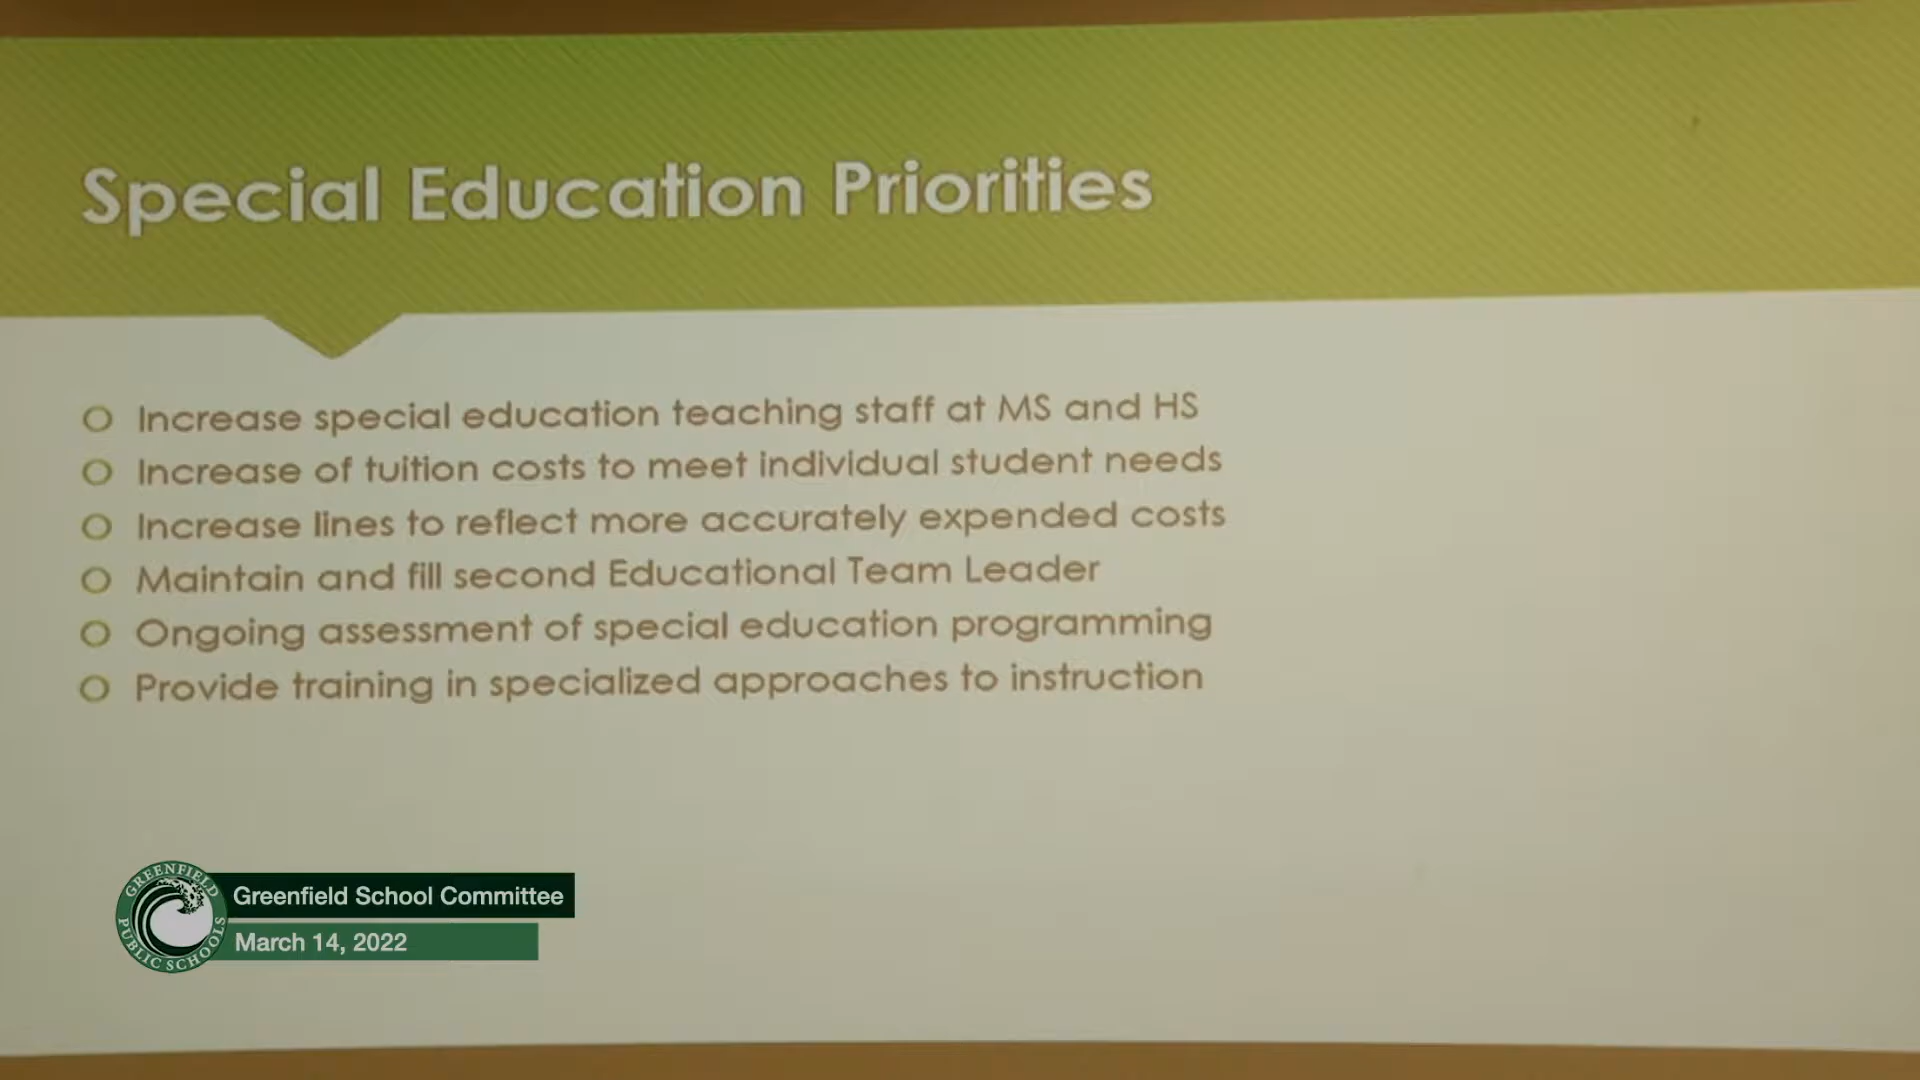 Special Education Priorities
Increase special education teaching staff at MS and HS
Increase of tuition costs to meet individual student needs
Increase lines to reflect more accurately expended costs
Maintain and fill second Educational Team Leader
Ongoing assessment of special education programming
Provide training in specialized approaches to instruction
GREENFIELD
PUBLIC SCHOOLS
Greenfield School Committee
March 14, 2022